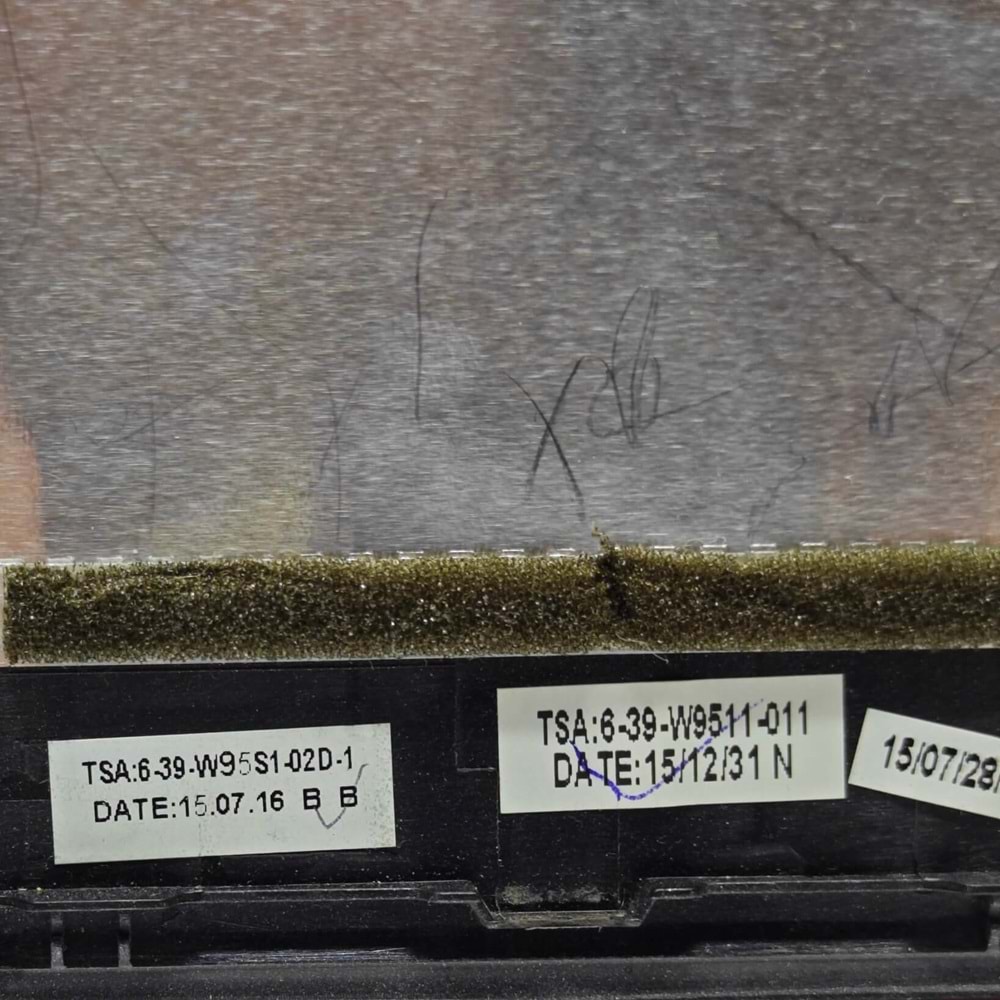 TSA:6-39-W95S1-02D-1
DATE:15.07.16 B B
TSA:6-39-W9511-011
DATE:15/12/31 N
15/07/28/